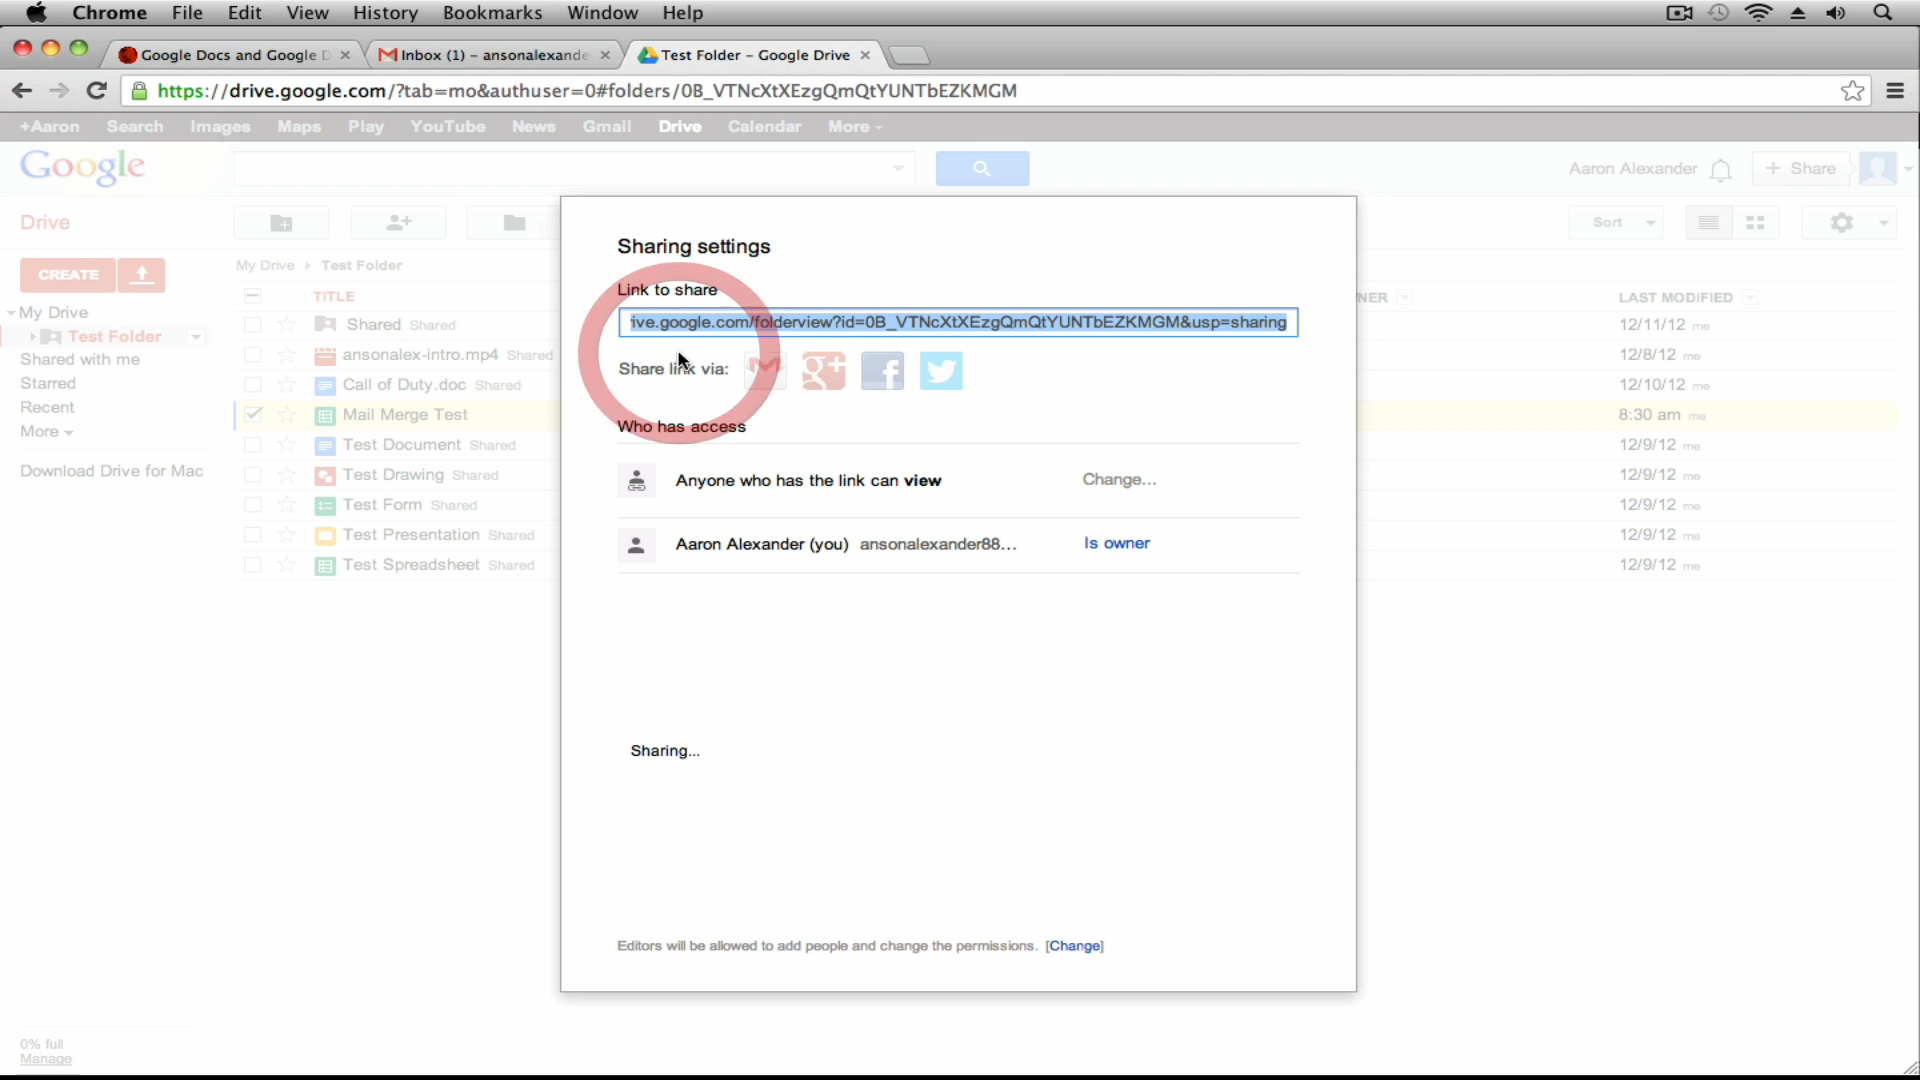 Chrome File Edit View History Bookmarks Window Help
Google Docs and Google D
Inbox (1) – ansonalexande
Test Folder – Google Drive
https://drive.google.com/?tab=mo&authuser=0#folders/0B_VTNcXtXEzgQmQtYUNTbEZKMGM
+Aaron Search Images Maps Play YouTube News Gmail Drive Calendar More
Google
Aaron Alexander
+ Share
Drive
Sort
CREATE
My Drive
Test Folder
Shared with me
Starred
Recent
More
Download Drive for Mac
0% full
Manage
My Drive Test Folder
TITLE
NER
LAST MODIFIED
Shared Shared
12/11/12 me
ansonalex-intro.mp4 Shared
12/8/12 me
Call of Duty.doc Shared
12/10/12 me
Mail Merge Test
8:30 am me
Test Document Shared
12/9/12 me
Test Drawing Shared
12/9/12 me
Test Form Shared
12/9/12 me
Test Presentation Shared
12/9/12 me
Test Spreadsheet Shared
12/9/12 me
Sharing settings
Link to share
ive.google.com/folderview?id=0B_VTNcXtXEzgQmQtYUNTbEZKMGM&usp=sharing
Share link via:
Who has access
Anyone who has the link can view
Change...
Aaron Alexander (you) ansonalexander88...
Is owner
Sharing...
Editors will be allowed to add people and change the permissions. [Change]